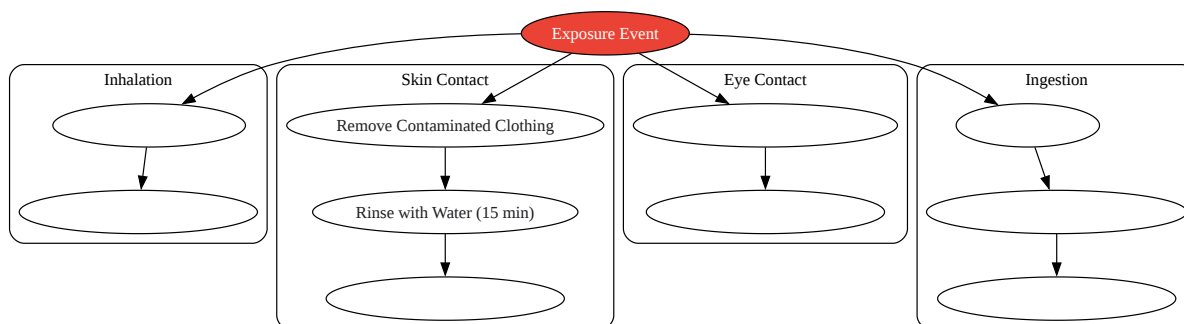 Exposure Event
Inhalation
Skin Contact
Eye Contact
Ingestion
Remove Contaminated Clothing
Rinse with Water (15 min)